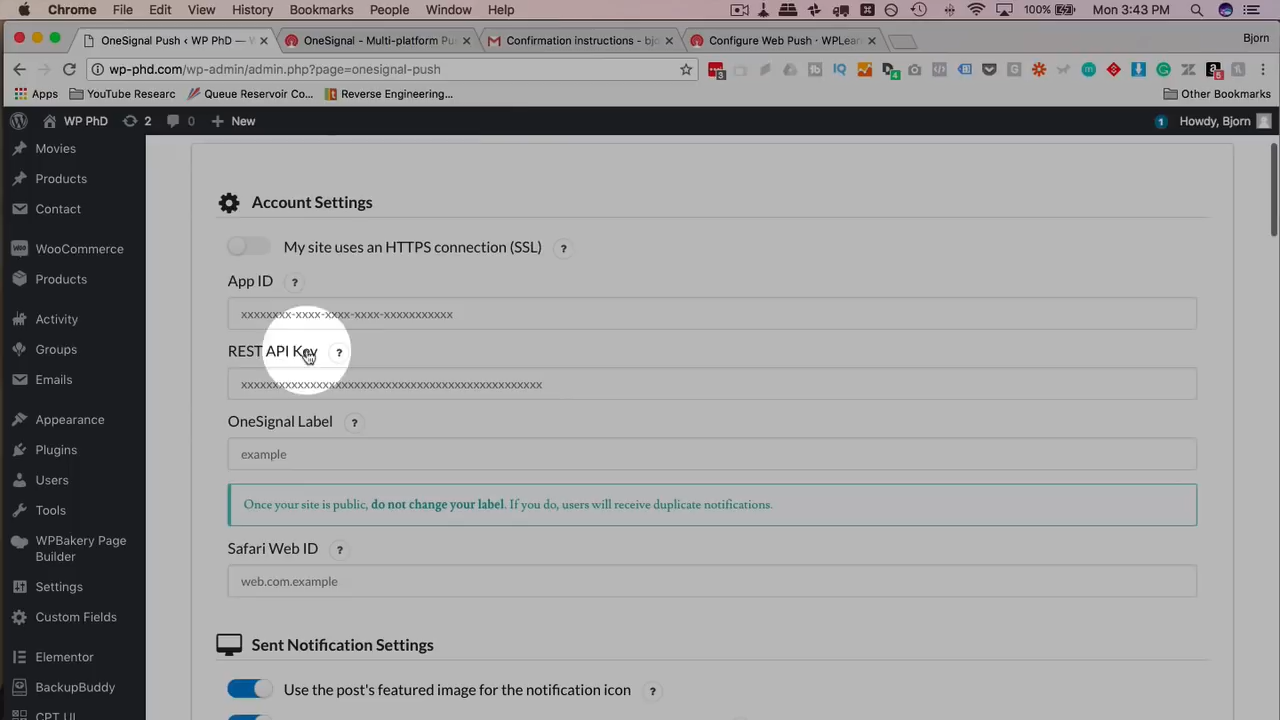 Chrome File Edit View History Bookmarks People Window Help 100% Mon 3:43 PM
OneSignal Push ‹ WP PhD — OneSignal - Multi-platform Pu Confirmation instructions - bjo Configure Web Push · WPLear Bjorn
wp-phd.com/wp-admin/admin.php?page=onesignal-push
Apps YouTube Researc Queue Reservoir Co... Reverse Engineering... Other Bookmarks
WP PhD 2 0 New 1 Howdy, Bjorn
Movies
Products
Contact
WooCommerce
Products
Activity
Groups
Emails
Appearance
Plugins
Users
Tools
WPBakery Page
Builder
Settings
Custom Fields
Elementor
BackupBuddy
CPT UI
Account Settings
My site uses an HTTPS connection (SSL) ?
App ID ?
xxxxxxxx-xxxx-xxxx-xxxx-xxxxxxxxxxx
REST API Key ?
xxxxxxxxxxxxxxxxxxxxxxxxxxxxxxxxxxxxxxxxxxxxxxxx
OneSignal Label ?
example
Once your site is public, do not change your label. If you do, users will receive duplicate notifications.
Safari Web ID ?
web.com.example
Sent Notification Settings
Use the post's featured image for the notification icon ?